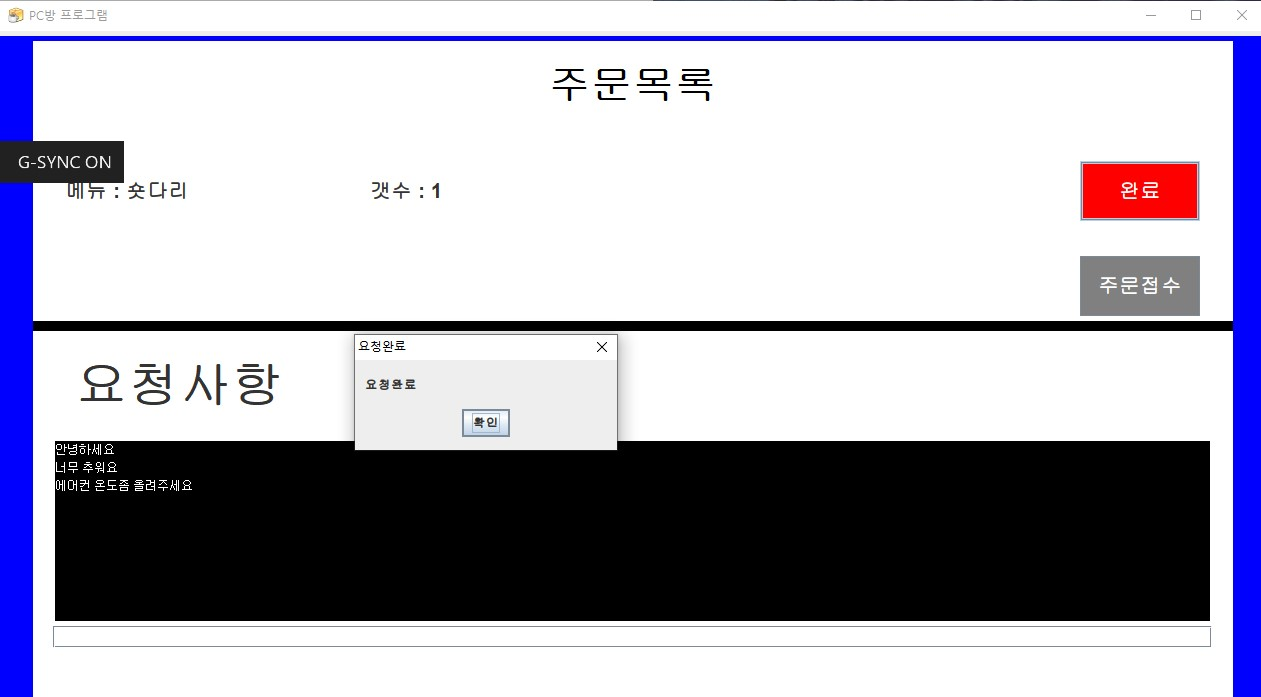 PC방 프로그램
주문목록
G-SYNC ON
메뉴 : 숏다리
갯수 : 1
완료
주문접수
요청완료
요청사항
요청완료
확인
안녕하세요
너무 추워요
에어컨 온도좀 올려주세요